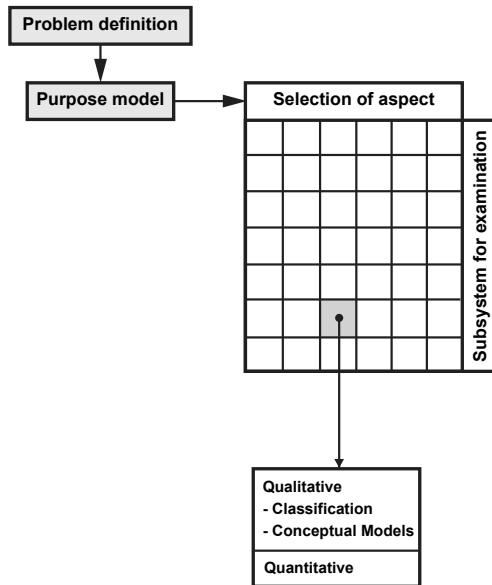 Problem definition
Purpose model
Selection of aspect
Subsystem for examination
Qualitative
- Classification
- Conceptual Models
Quantitative